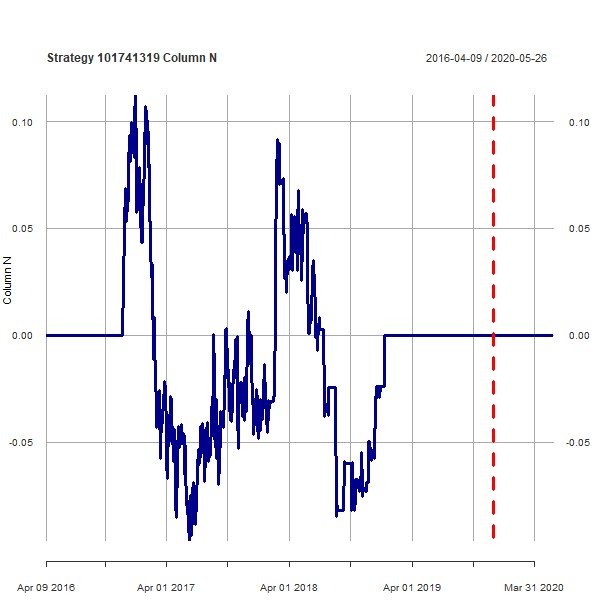 Strategy 101741319 Column N
2016-04-09 / 2020-05-26
0.10
0.10
0.05
0.05
Column N
0.00
0.00
-0.05
-0.05
Apr 09 2016
Apr 01 2017
Apr 01 2018
Apr 01 2019
Mar 31 2020